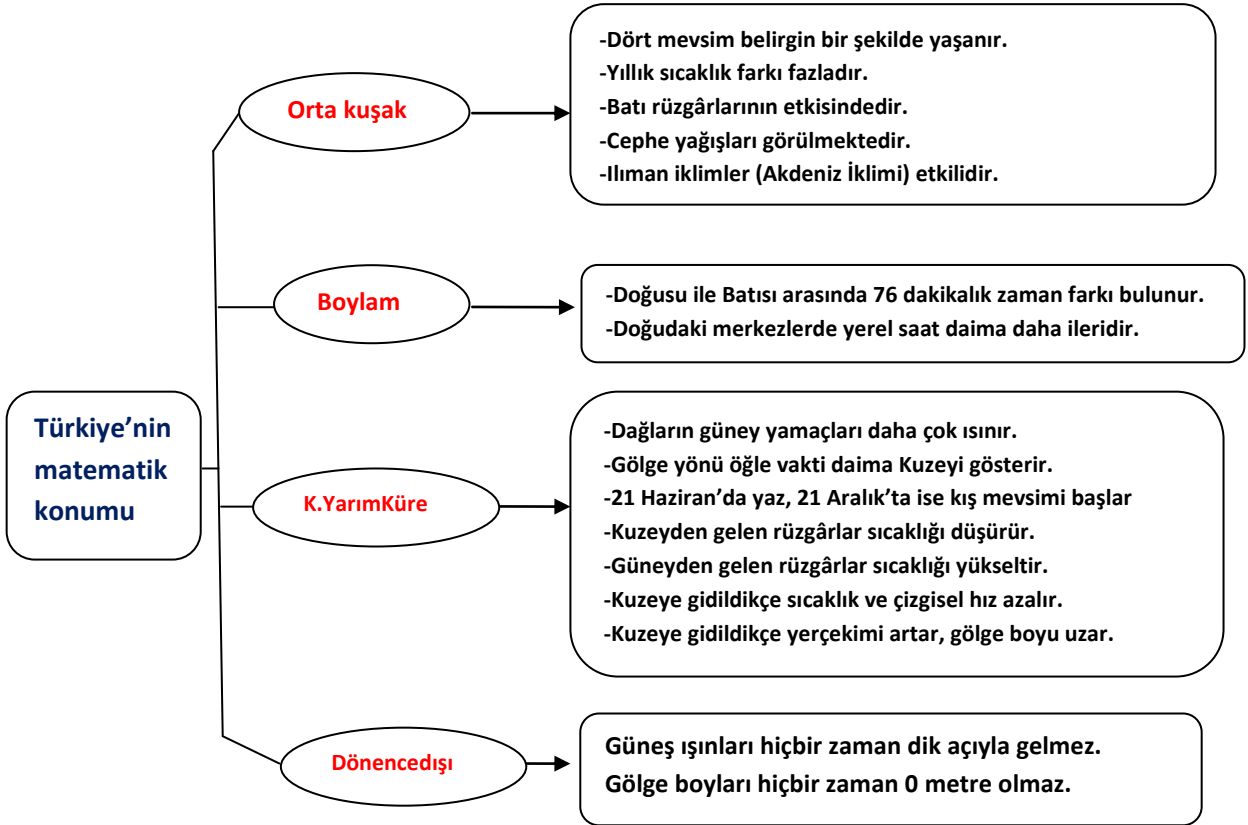 Türkiye’nin
matematik
konumu
Orta kuşak
-Dört mevsim belirgin bir şekilde yaşanır.
-Yıllık sıcaklık farkı fazladır.
-Batı rüzgârlarının etkisindedir.
-Cephe yağışları görülmektedir.
-Ilıman iklimler (Akdeniz İklimi) etkilidir.
Boylam
-Doğusu ile Batısı arasında 76 dakikalık zaman farkı bulunur.
-Doğudaki merkezlerde yerel saat daima daha ileridir.
K.YarımKüre
-Dağların güney yamaçları daha çok ısınır.
-Gölge yönü öğle vakti daima Kuzeyi gösterir.
-21 Haziran’da yaz, 21 Aralık’ta ise kış mevsimi başlar
-Kuzeyden gelen rüzgârlar sıcaklığı düşürür.
-Güneyden gelen rüzgârlar sıcaklığı yükseltir.
-Kuzeye gidildikçe sıcaklık ve çizgisel hız azalır.
-Kuzeye gidildikçe yerçekimi artar, gölge boyu uzar.
Dönencedışı
Güneş ışınları hiçbir zaman dik açıyla gelmez.
Gölge boyları hiçbir zaman 0 metre olmaz.